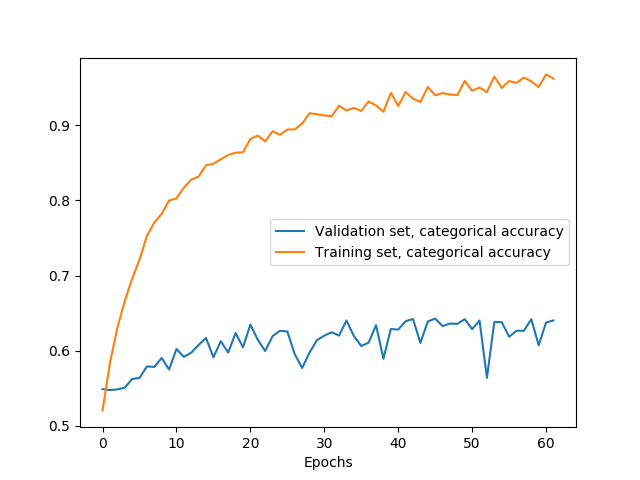 0.9
0.8
0.7
0.6
0.5
Validation set, categorical accuracy
Training set, categorical accuracy
0 10 20 30 40 50 60
Epochs